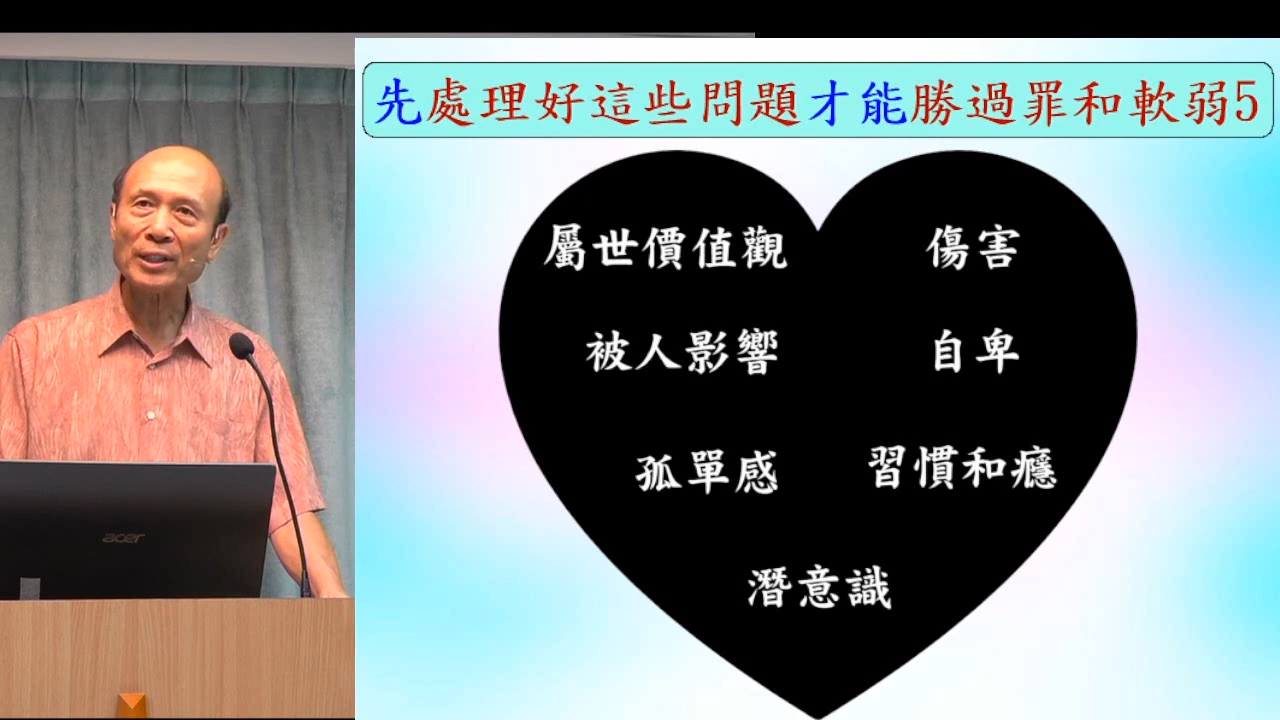 先處理好這些問題才能勝過罪和軟弱5
屬世價值觀 傷害
被人影響 自卑
孤單感 習慣和癮
潛意識
acer